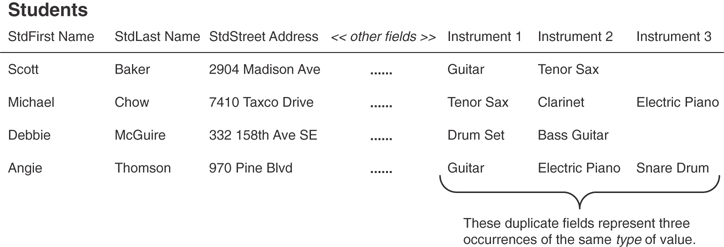 Students
StdFirst Name StdLast Name StdStreet Address << other fields >> Instrument 1 Instrument 2 Instrument 3
Scott Baker 2904 Madison Ave ...... Guitar Tenor Sax
Michael Chow 7410 Taxco Drive ...... Tenor Sax Clarinet Electric Piano
Debbie McGuire 332 158th Ave SE ...... Drum Set Bass Guitar
Angie Thomson 970 Pine Blvd ...... Guitar Electric Piano Snare Drum
These duplicate fields represent three
occurrences of the same type of value.